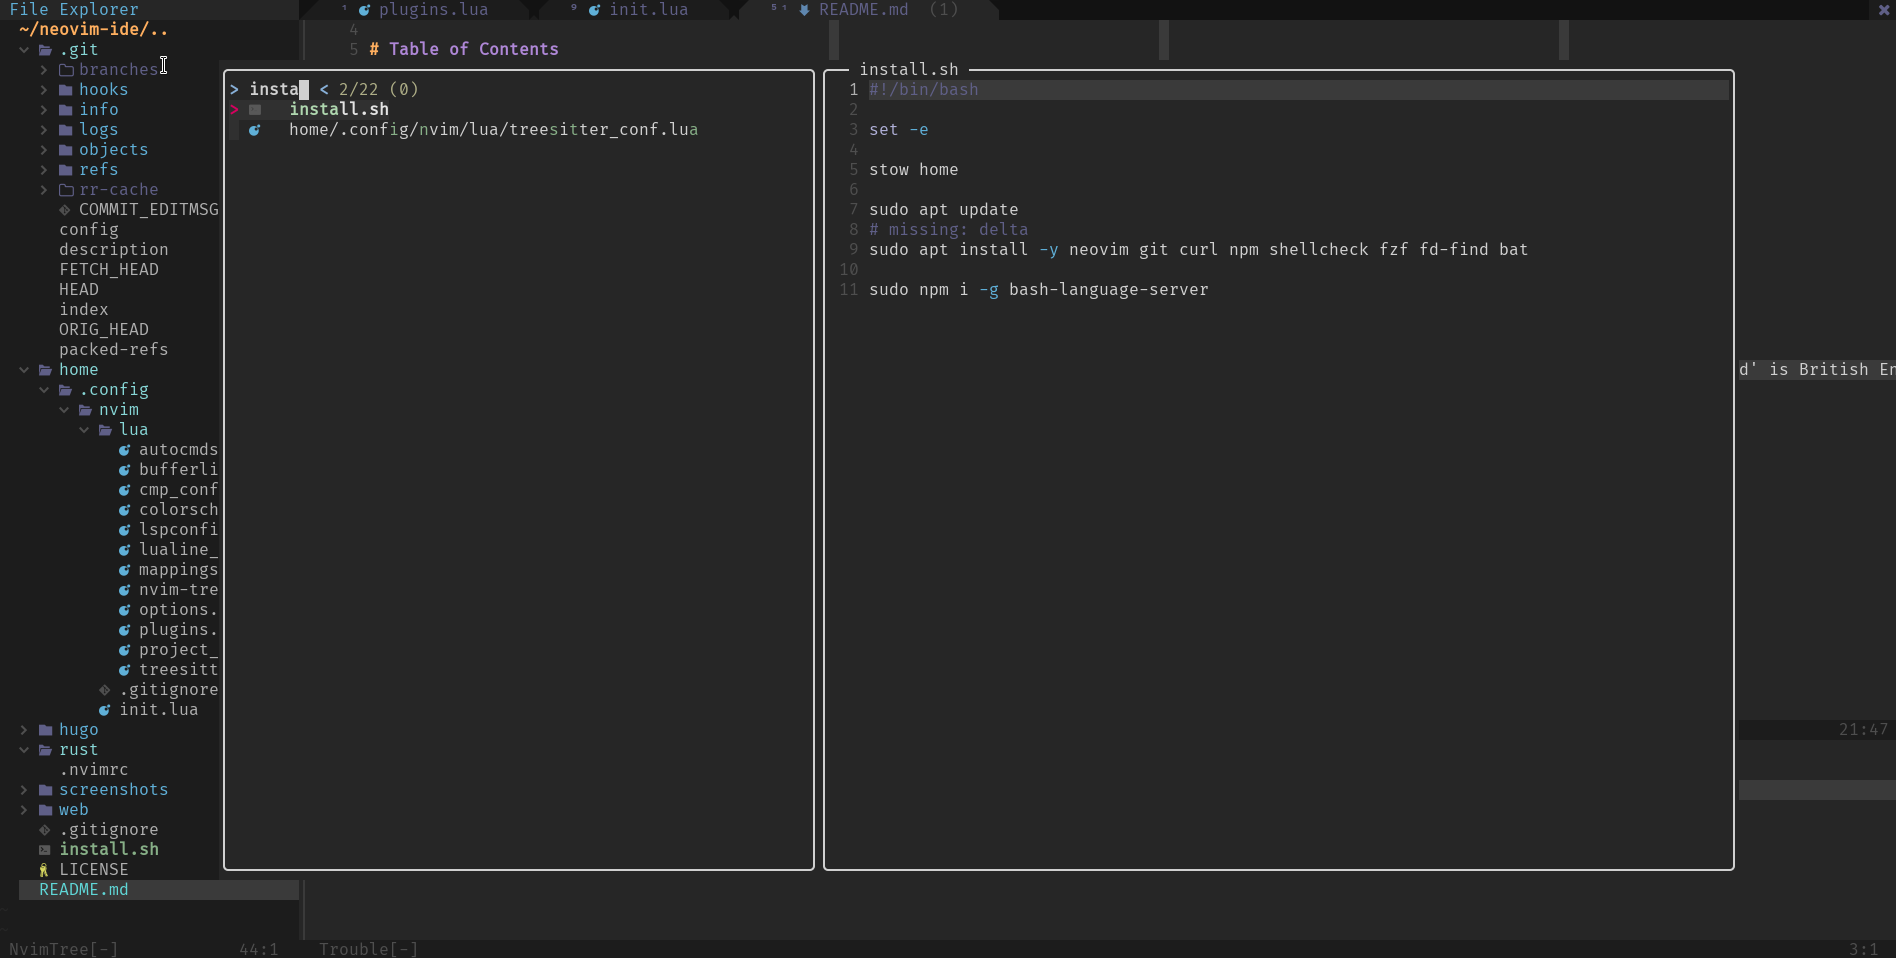 File Explorer
¹ plugins.lua ⁹ init.lua ⁵¹ README.md (1)
~/neovim-ide/..
.git
branches
hooks
info
logs
objects
refs
rr-cache
COMMIT_EDITMSG
config
description
FETCH_HEAD
HEAD
index
ORIG_HEAD
packed-refs
home
.config
nvim
lua
autocmds
bufferli
cmp_conf
colorsch
lspconfi
lualine_
mappings
nvim-tre
options.
plugins.
project_
treesitt
.gitignore
init.lua
hugo
rust
.nvimrc
screenshots
web
.gitignore
install.sh
LICENSE
README.md
~
~
4
5 # Table of Contents
> insta < 2/22 (0)
> install.sh
home/.config/nvim/lua/treesitter_conf.lua
install.sh
1 #!/bin/bash
2
3 set -e
4
5 stow home
6
7 sudo apt update
8 # missing: delta
9 sudo apt install -y neovim git curl npm shellcheck fzf fd-find bat
10
11 sudo npm i -g bash-language-server
d' is British En
21:47
NvimTree[-] 44:1 Trouble[-] 3:1